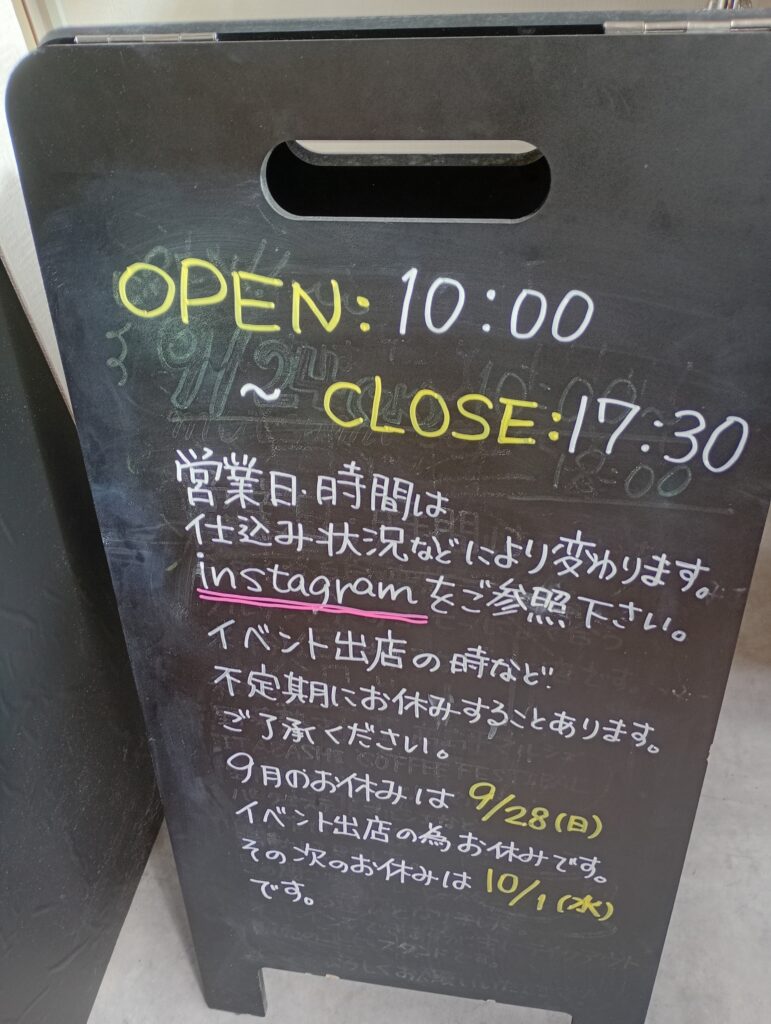 OPEN: 10:00
~ CLOSE:17:30
営業日・時間は
仕込み状況などにより変わります。
instagramをご参照下さい。
イベント出店の時など
不定期にお休みすることあります。
ご了承ください。
9月のお休みは 9/28(日)
イベント出店の為お休みです。
その次のお休みは 10/1(水)
です。